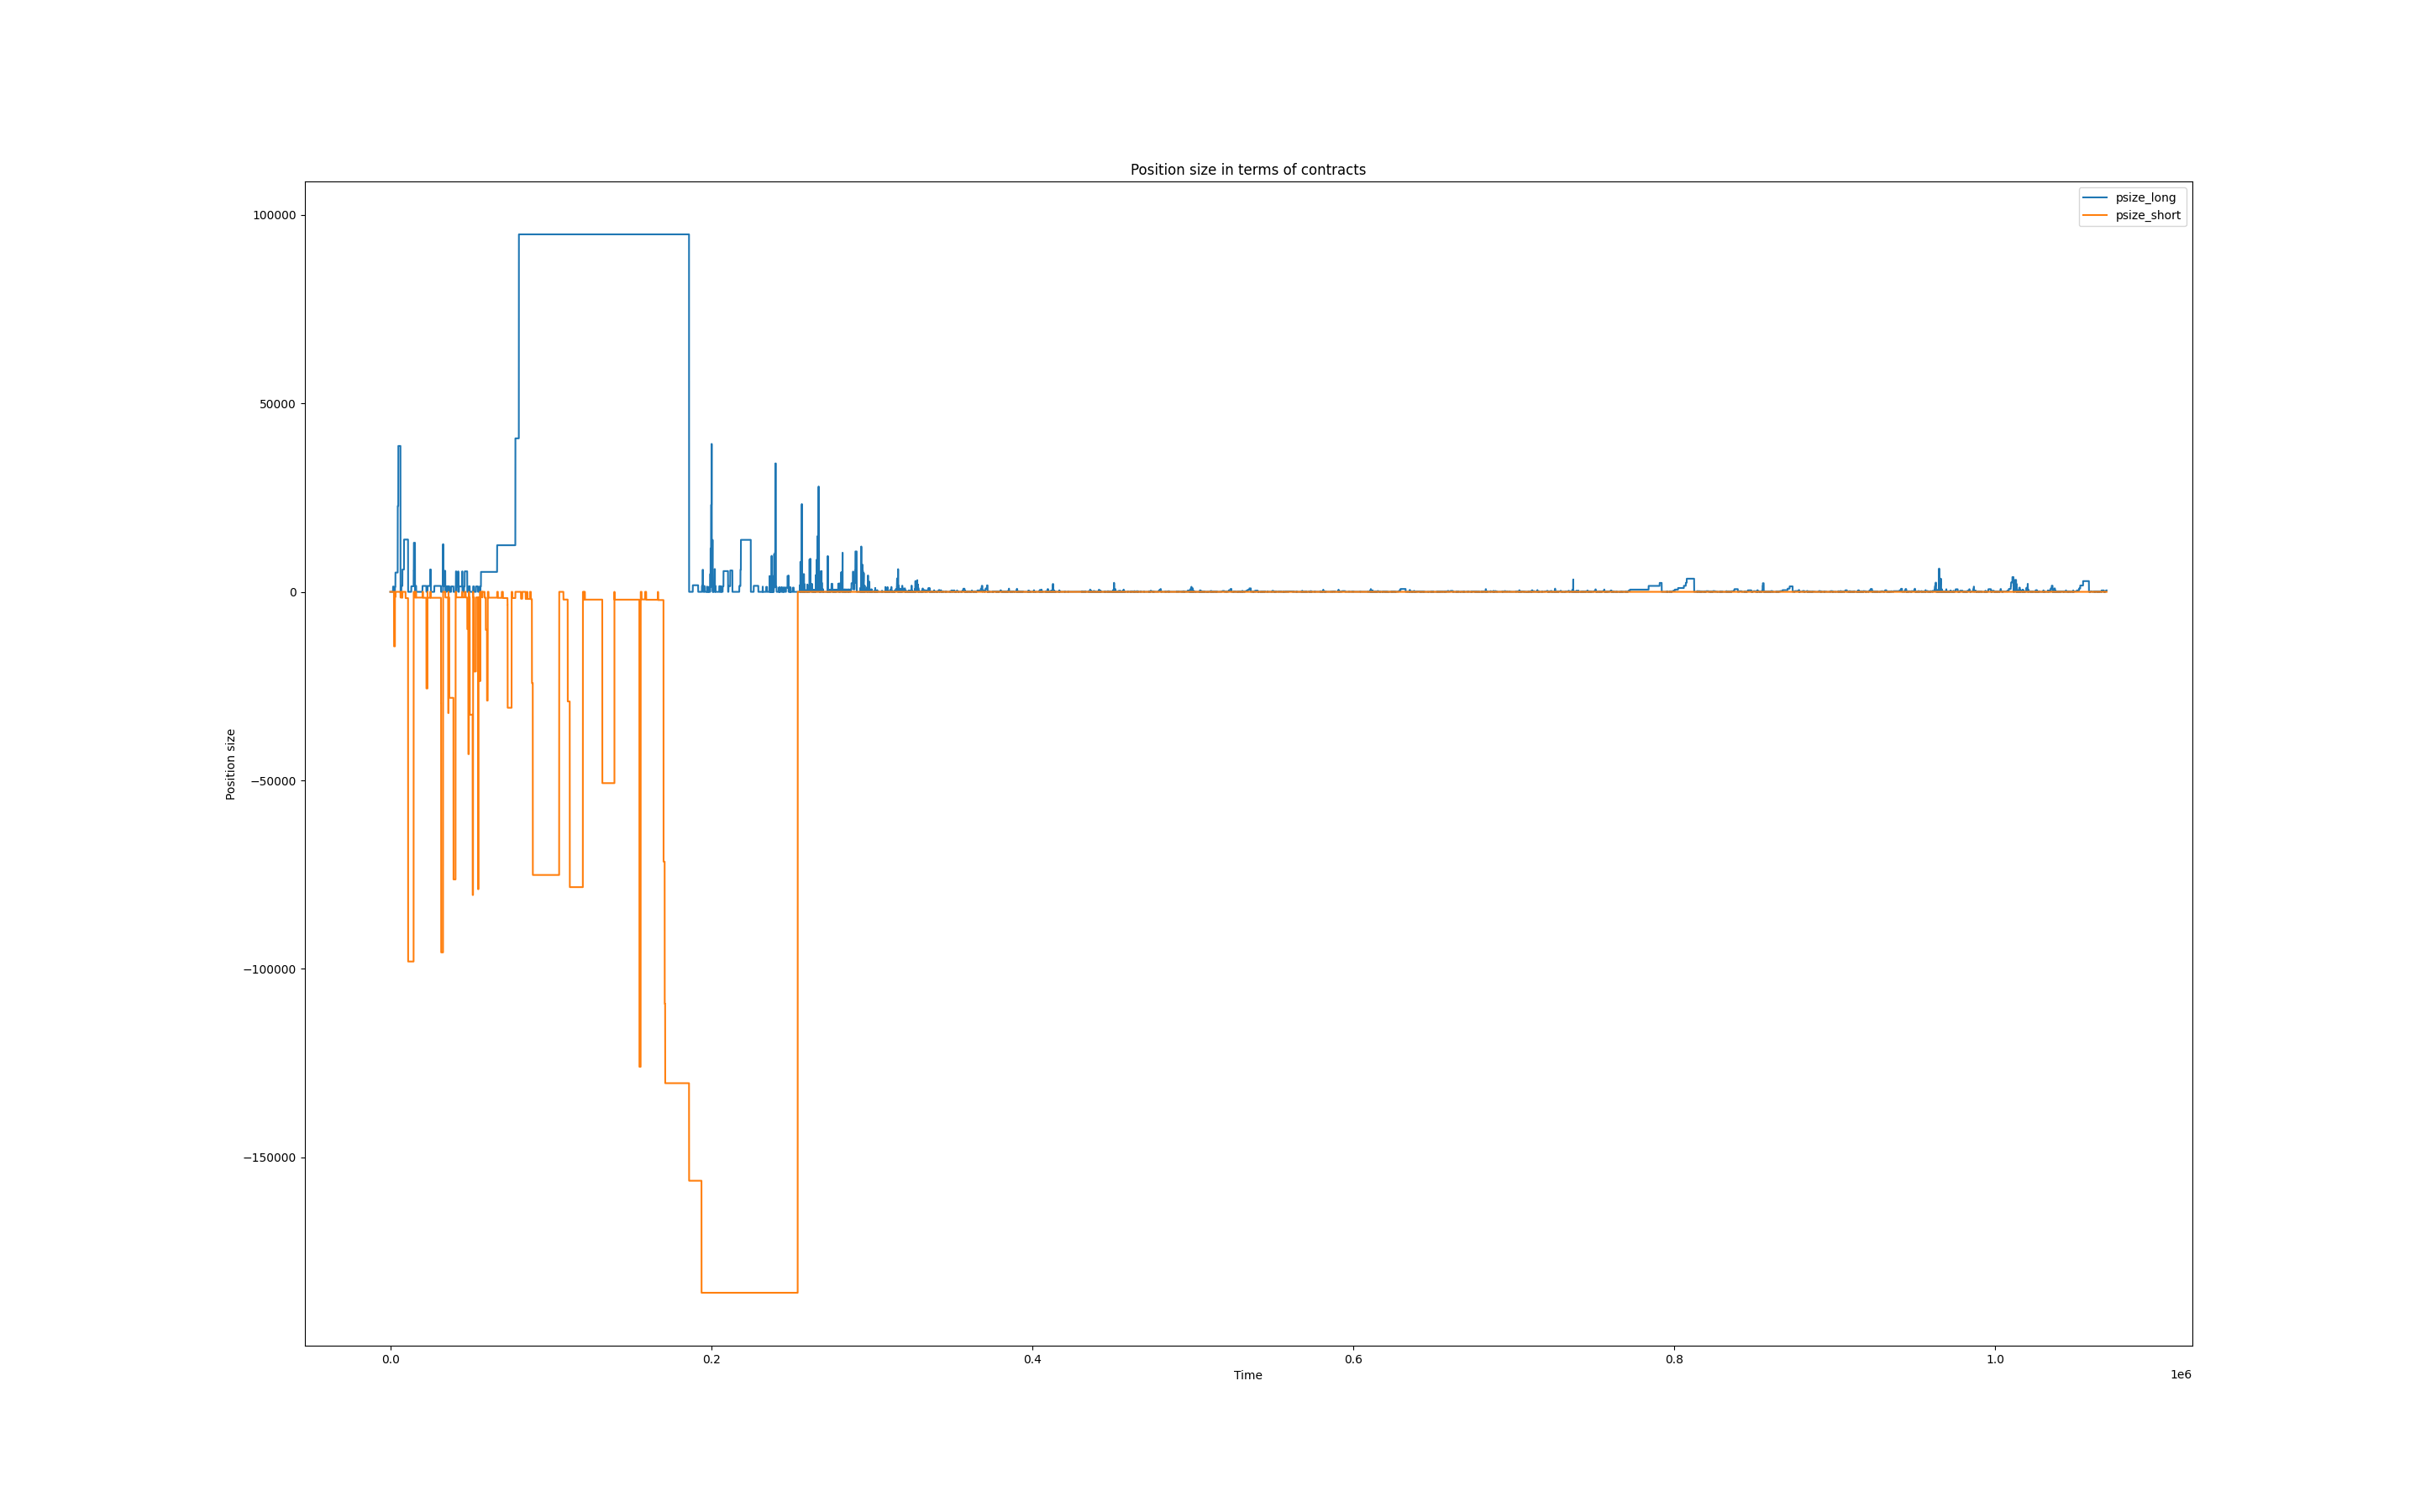 Position size in terms of contracts
psize_long
psize_short
100000
50000
0
−50000
−100000
−150000
Position size
0.0
0.2
0.4
0.6
0.8
1.0
1e6
Time